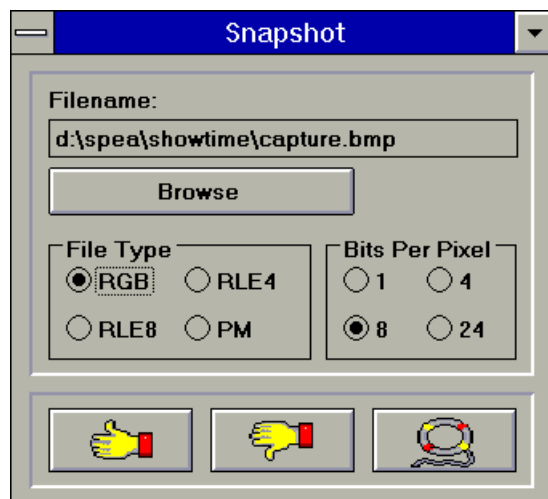 Snapshot
Filename:
d:\spea\showtime\capture.bmp
Browse
File Type
RGB RLE4
RLE8 PM
Bits Per Pixel
1 4
8 24